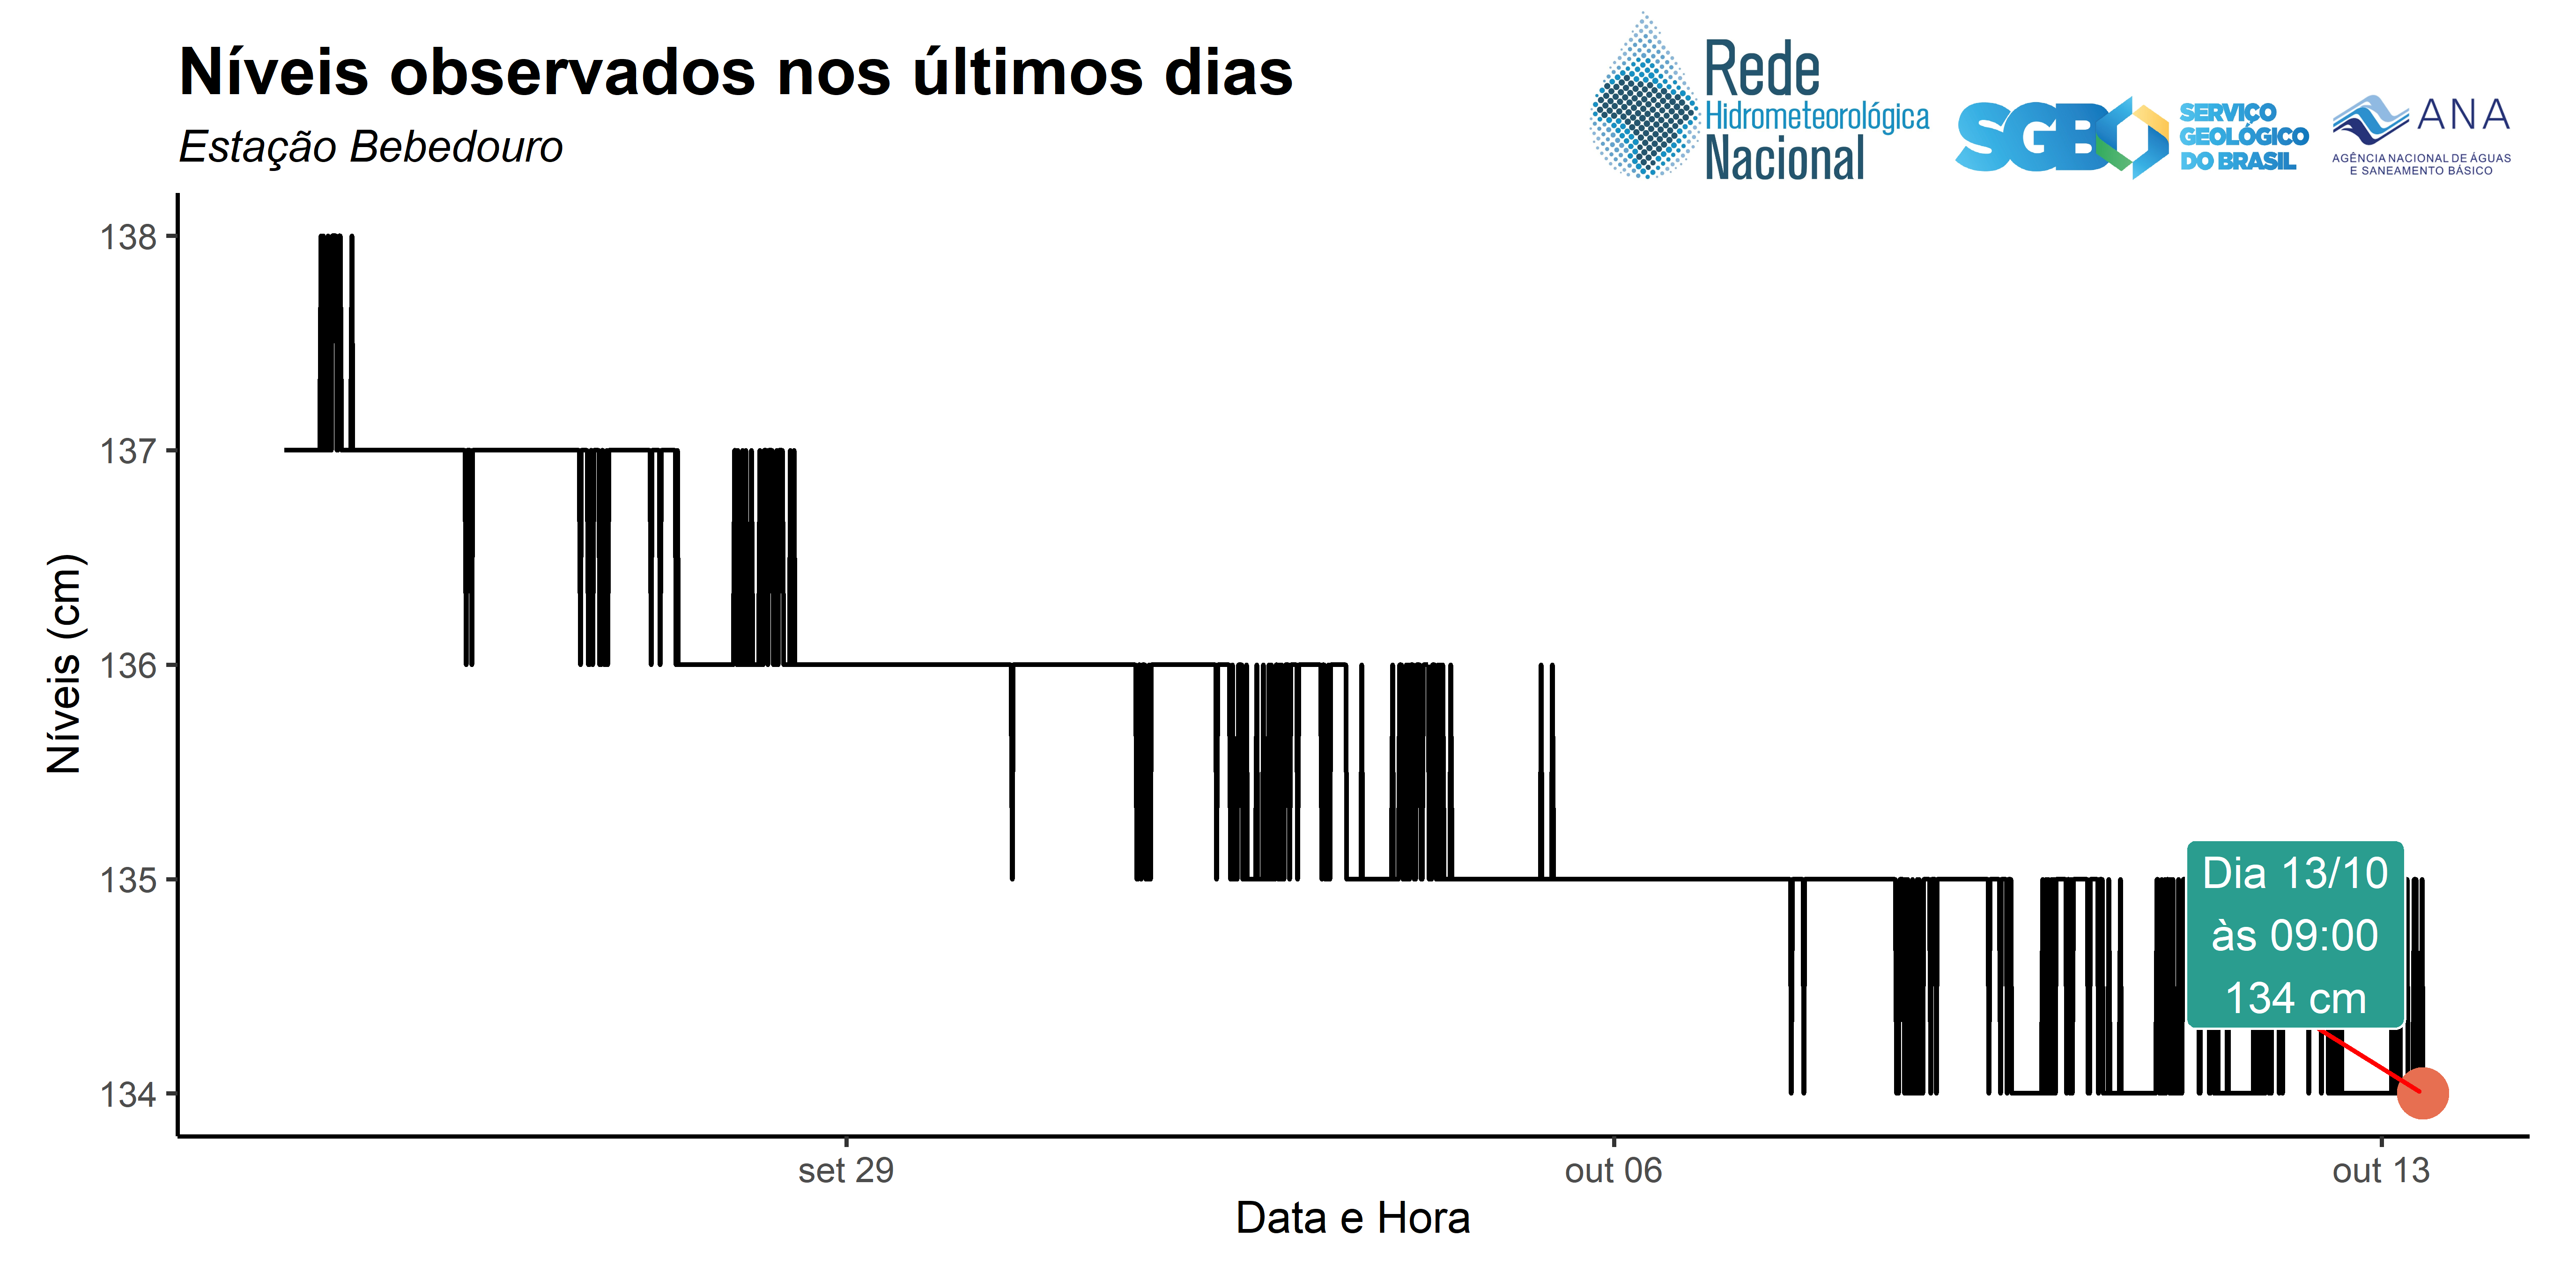 Níveis observados nos últimos dias
Estação Bebedouro
Rede
Hidrometeorológica
Nacional
SGB
SERVIÇO
GEOLÓGICO
DO BRASIL
ANA
AGÊNCIA NACIONAL DE ÁGUAS
E SANEAMENTO BÁSICO
Níveis (cm)
138
137
136
135
134
Dia 13/10
às 09:00
134 cm
set 29
out 06
out 13
Data e Hora